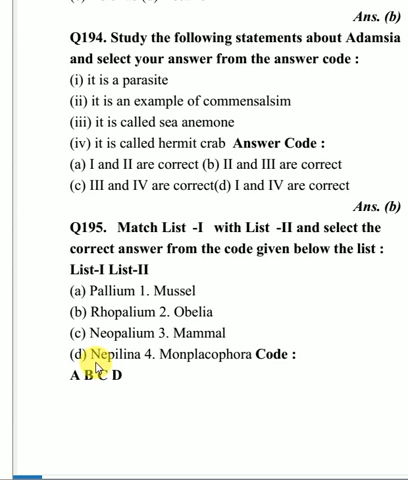 Ans. (b)
Q194. Study the following statements about Adamsia
and select your answer from the answer code :
(i) it is a parasite
(ii) it is an example of commensalsim
(iii) it is called sea anemone
(iv) it is called hermit crab Answer Code :
(a) I and II are correct (b) II and III are correct
(c) III and IV are correct(d) I and IV are correct
Ans. (b)
Q195. Match List -I with List -II and select the
correct answer from the code given below the list :
List-I List-II
(a) Pallium 1. Mussel
(b) Rhopalium 2. Obelia
(c) Neopalium 3. Mammal
(d) Nepilina 4. Monplacophora Code :
A B C D